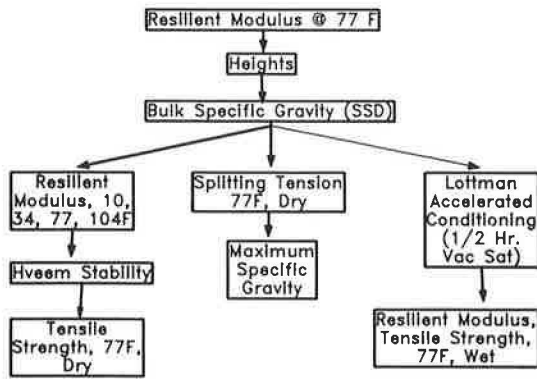 Resilient Modulus @ 77 F
Heights
Bulk Specific Gravity (SSD)
Resilient
Modulus, 10,
34, 77, 104F
Hveem Stability
Tensile
Strength, 77F,
Dry
Splitting Tension
77F, Dry
Maximum
Specific
Gravity
Lottman
Accelerated
Conditioning
(1/2 Hr.
Vac Sat)
Resilient Modulus,
Tensile Strength,
77F, Wet